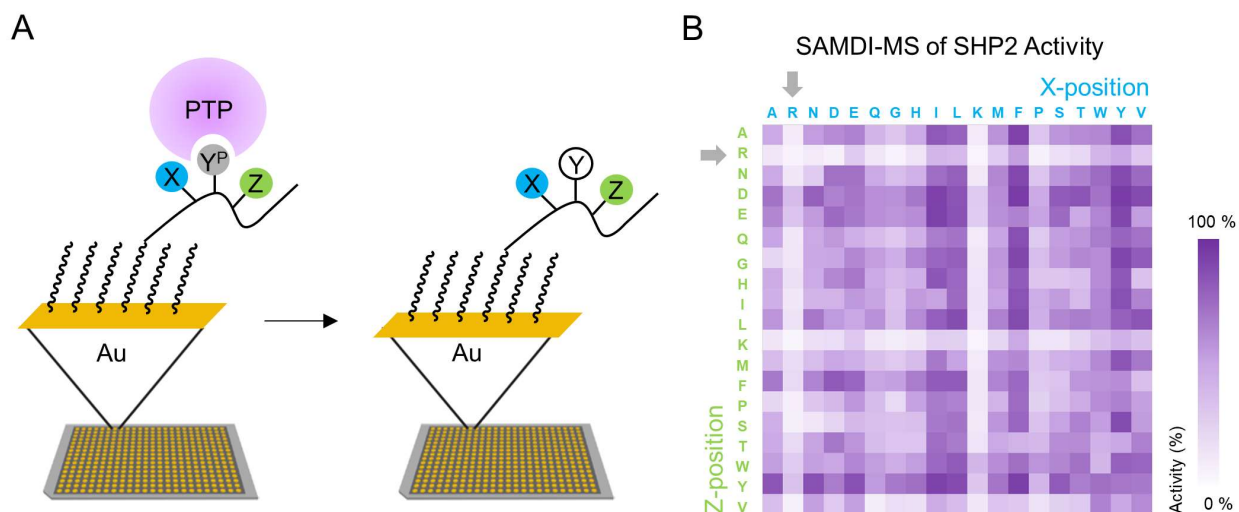 A
PTP
Y^P
X
Z
Au
Y
X
Z
Au
B
SAMDI-MS of SHP2 Activity
X-position
A R N D E Q G H I L K M F P S T W Y V
A
R
N
D
E
Q
G
H
I
L
K
M
F
P
S
T
W
Y
V
Z-position
100 %
Activity (%)
0 %